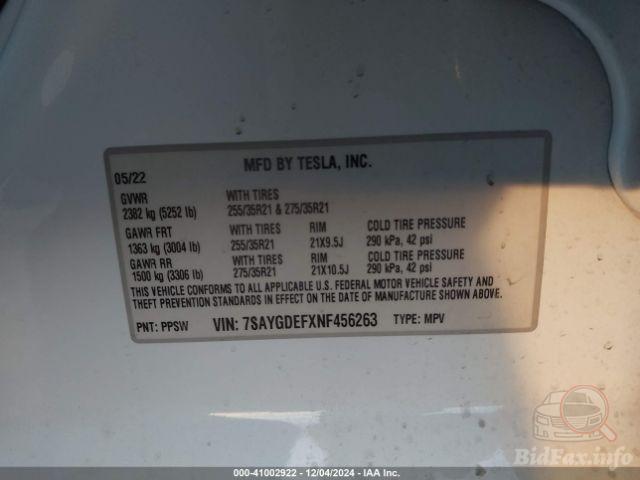 MFD BY TESLA, INC.
05/22
GVWR WITH TIRES
2382 kg (5252 lb) 255/35R21 & 275/35R21
GAWR FRT WITH TIRES RIM COLD TIRE PRESSURE
1363 kg (3004 lb) 255/35R21 21X9.5J 290 kPa, 42 psi
GAWR RR WITH TIRES RIM COLD TIRE PRESSURE
1500 kg (3306 lb) 275/35R21 21X10.5J 290 kPa, 42 psi
THIS VEHICLE CONFORMS TO ALL APPLICABLE U.S. FEDERAL MOTOR VEHICLE SAFETY AND
THEFT PREVENTION STANDARDS IN EFFECT ON THE DATE OF MANUFACTURE SHOWN ABOVE.
PNT: PPSW VIN: 7SAYGDEFXNF456263 TYPE: MPV
BidFax.info
000-41002922 - 12/04/2024 - IAA Inc.